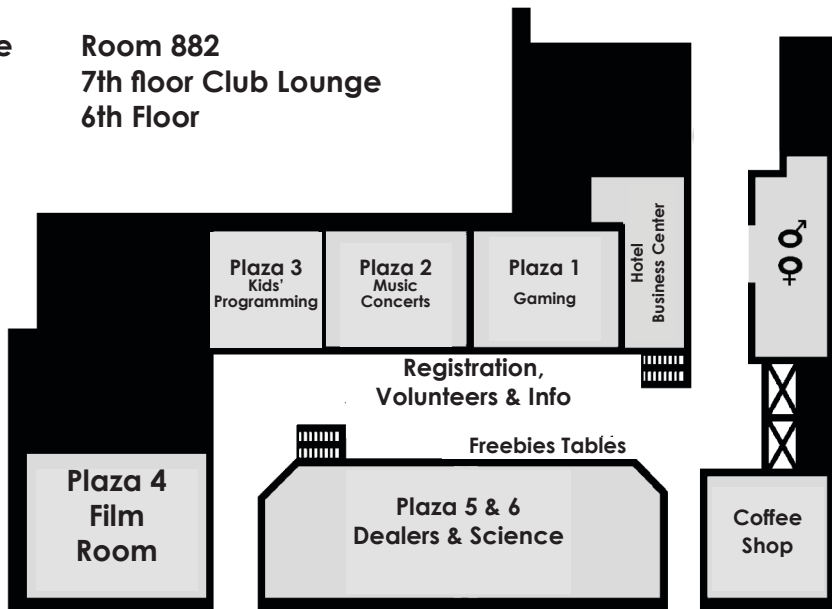 e Room 882
7th floor Club Lounge
6th Floor
Plaza 3
Kids'
Programming
Plaza 2
Music
Concerts
Plaza 1
Gaming
Hotel
Business Center
Registration,
Volunteers & Info
Freebies Tables
Plaza 4
Film
Room
Plaza 5 & 6
Dealers & Science
Coffee
Shop